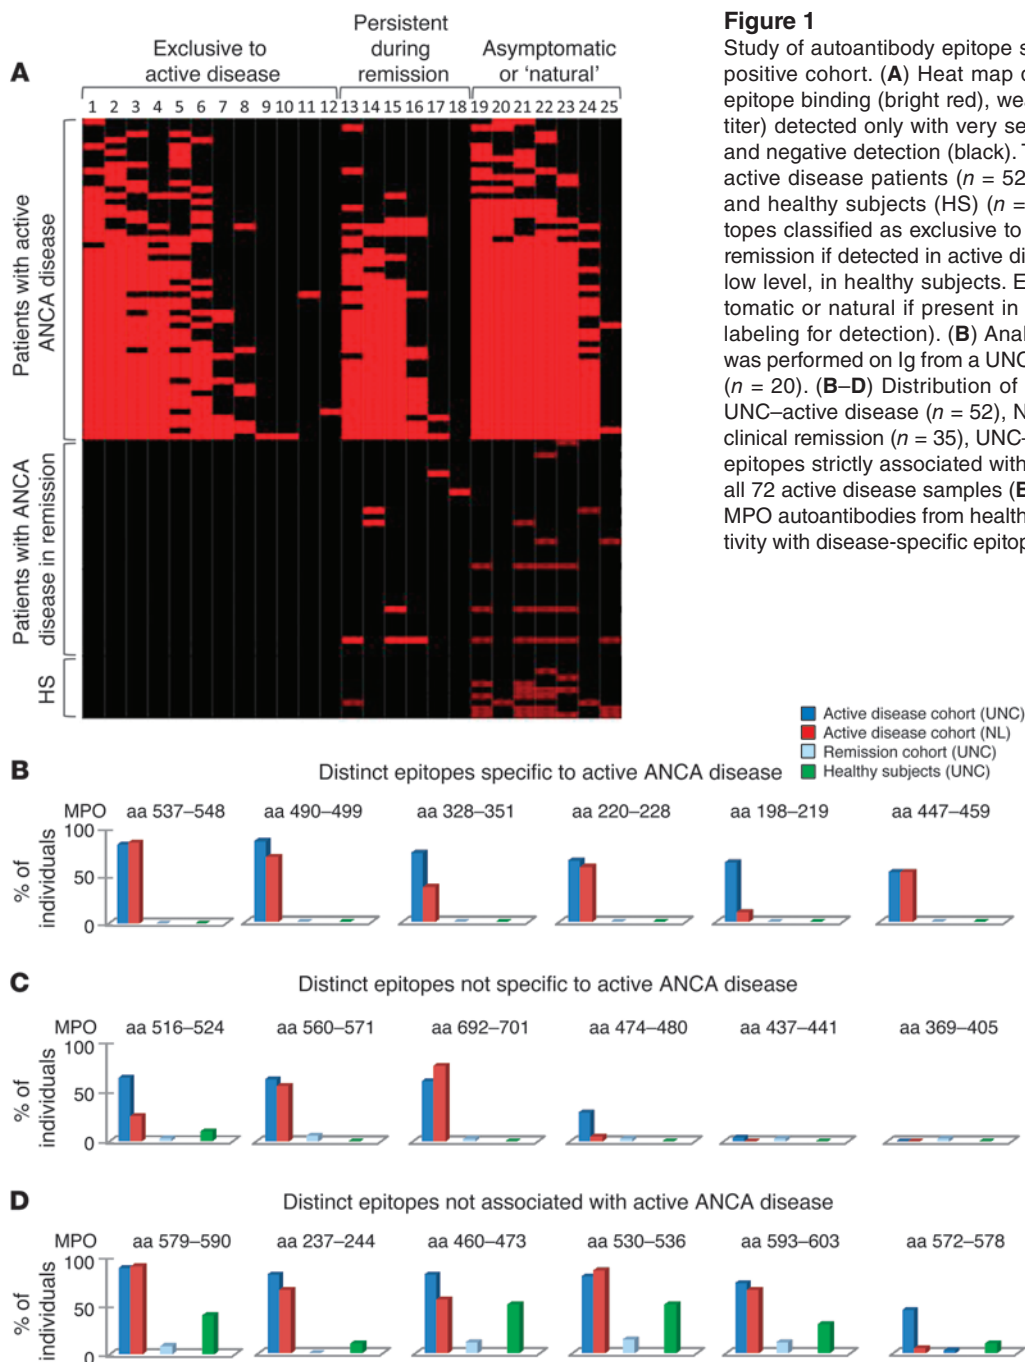 Figure 1
Study of autoantibody epitope s
positive cohort. (A) Heat map o
epitope binding (bright red), wea
titer) detected only with very se
and negative detection (black). T
active disease patients (n = 52
and healthy subjects (HS) (n =
topes classified as exclusive to
remission if detected in active di
low level, in healthy subjects. E
tomatic or natural if present in
labeling for detection). (B) Anal
was performed on Ig from a UNC
(n = 20). (B–D) Distribution of
UNC–active disease (n = 52), N
clinical remission (n = 35), UNC-
epitopes strictly associated with
all 72 active disease samples (B
MPO autoantibodies from health
tivity with disease-specific epitop
A
Exclusive to
active disease
Persistent
during
remission
Asymptomatic
or 'natural'
1 2 3 4 5 6 7 8 9 10 11 12 13 14 15 16 17 18 19 20 21 22 23 24 25
Patients with active
ANCA disease
Patients with ANCA
disease in remission
HS
Active disease cohort (UNC)
Active disease cohort (NL)
Remission cohort (UNC)
Healthy subjects (UNC)
B
Distinct epitopes specific to active ANCA disease
MPO aa 537–548 aa 490–499 aa 328–351 aa 220–228 aa 198–219 aa 447–459
% of
individuals
100
50
0
C
Distinct epitopes not specific to active ANCA disease
MPO aa 516–524 aa 560–571 aa 692–701 aa 474–480 aa 437–441 aa 369–405
% of
individuals
100
50
0
D
Distinct epitopes not associated with active ANCA disease
MPO aa 579–590 aa 237–244 aa 460–473 aa 530–536 aa 593–603 aa 572–578
% of
individuals
100
50
0